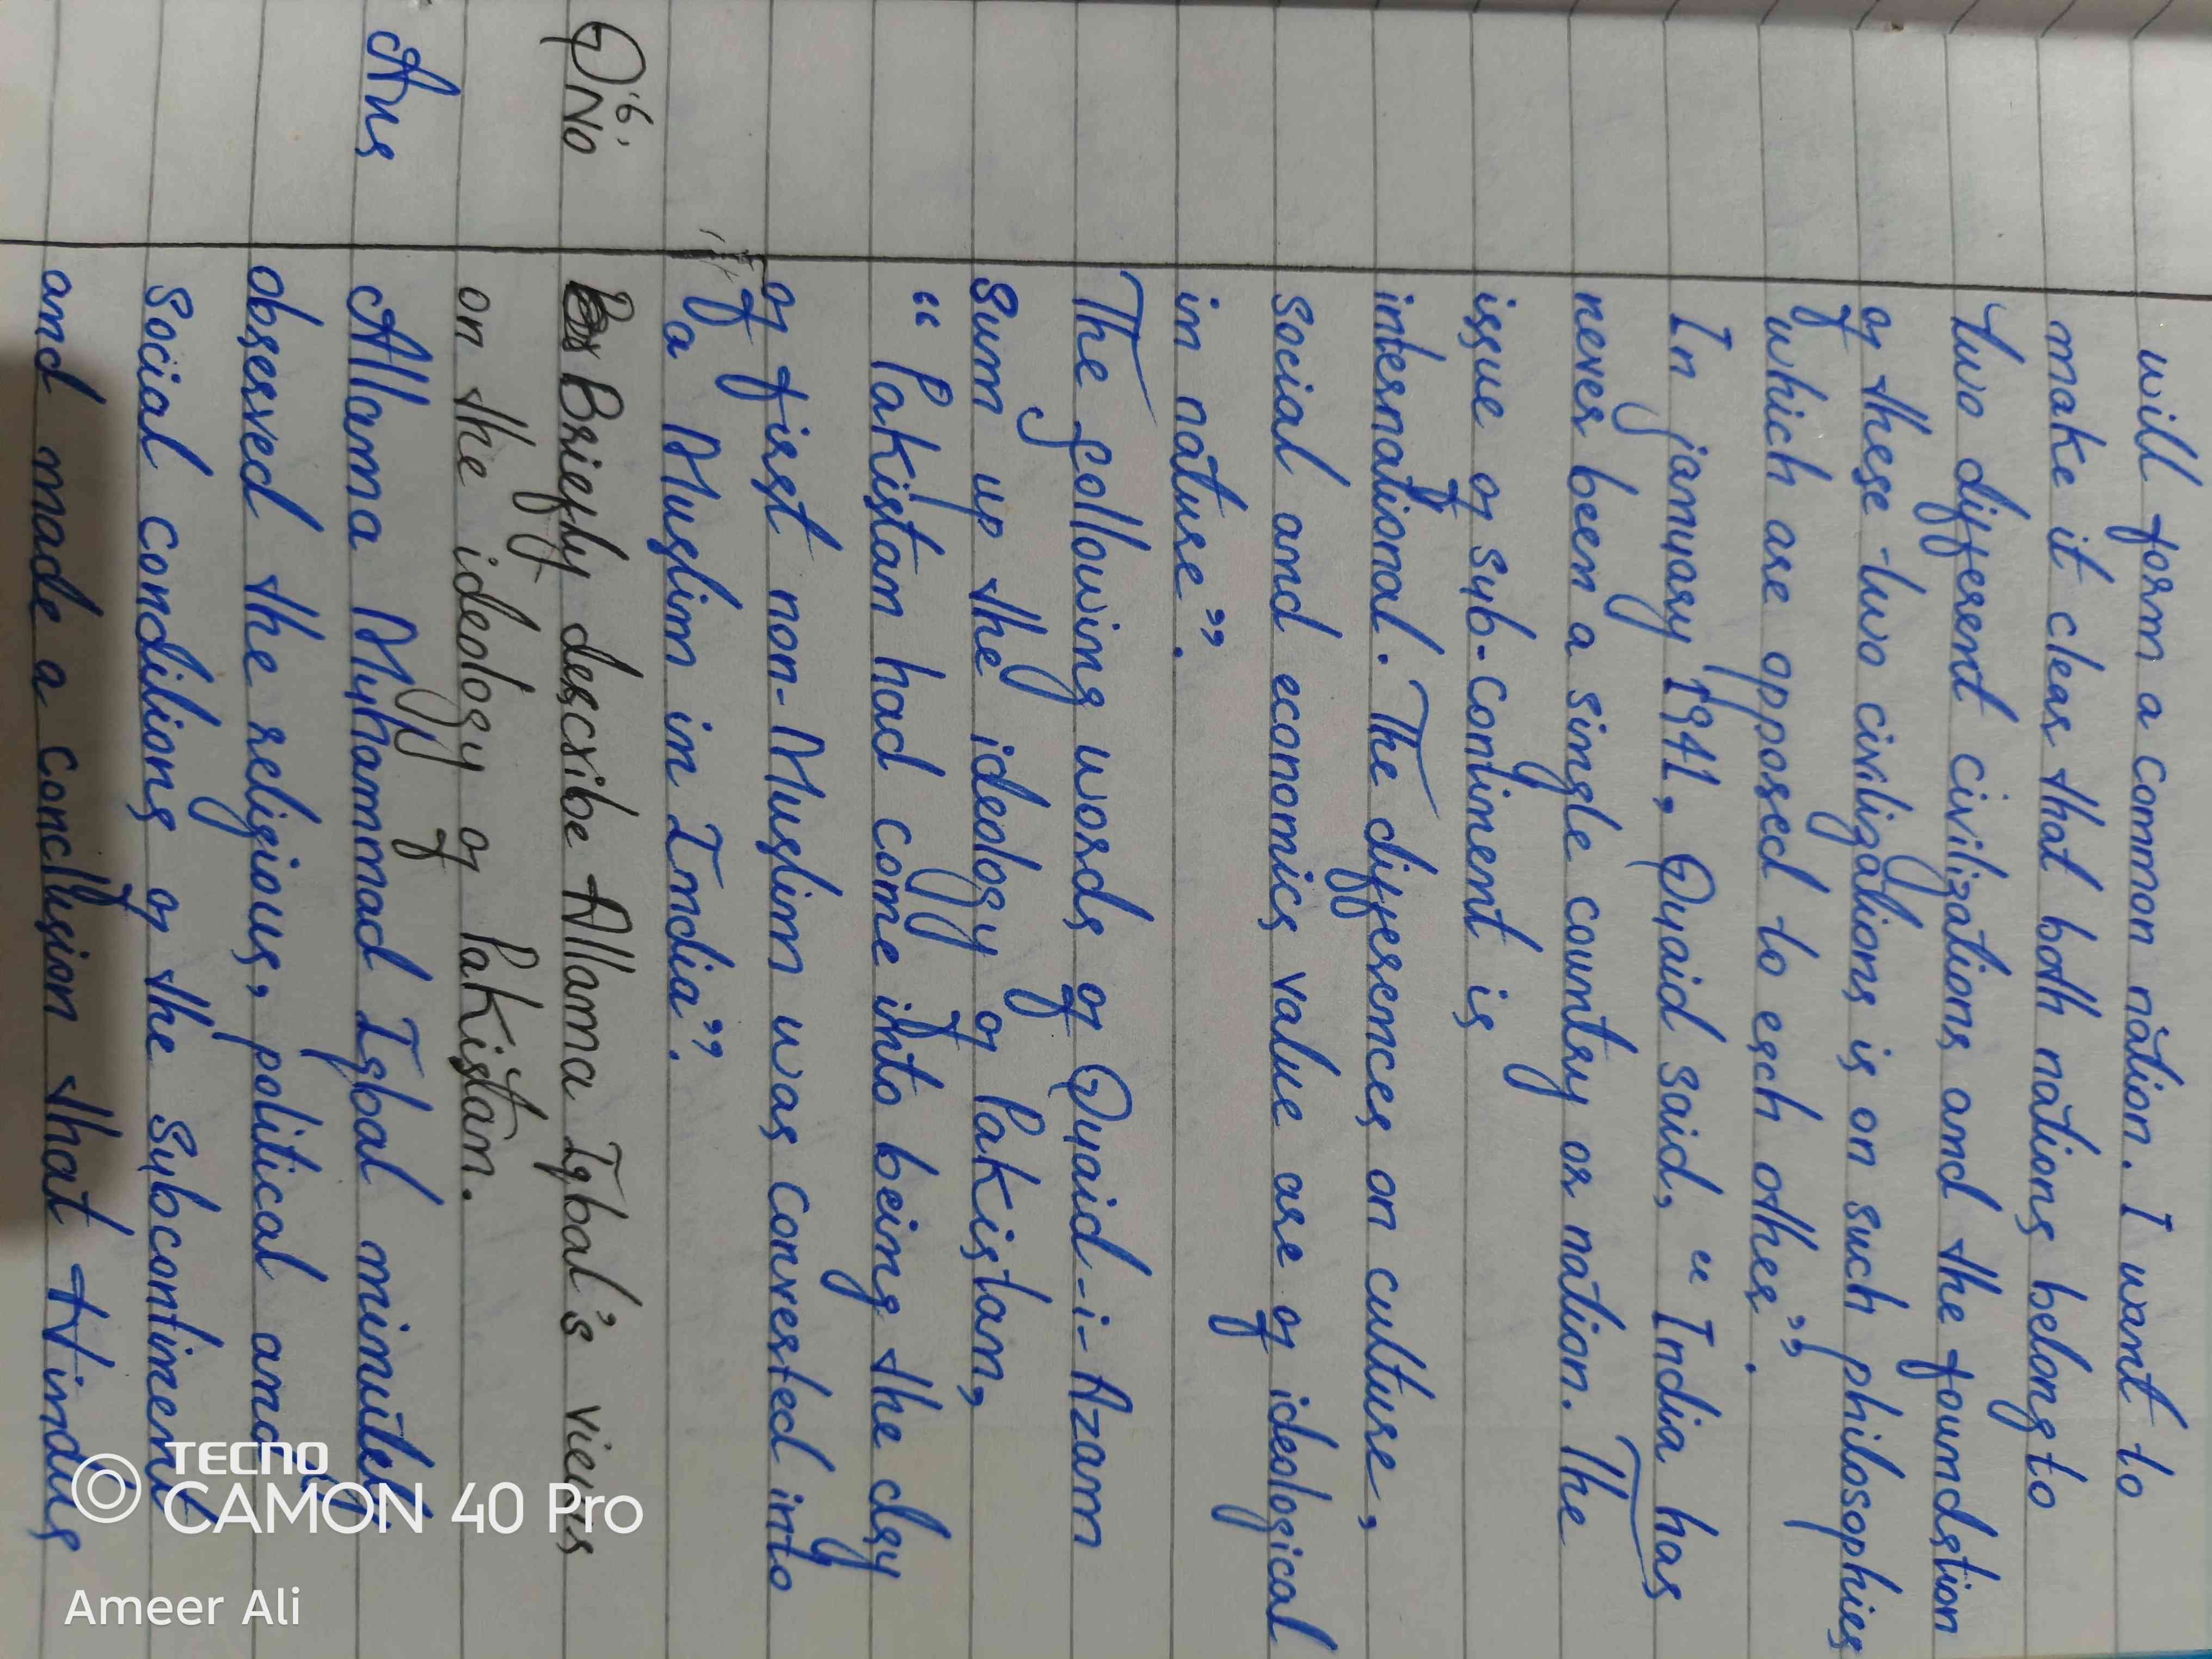 will form a common nation. I want to
make it clear that both nations belong to
two different civilizations and the foundation
of these two civilizations is on such philosophies
which are opposed to each other”.
In january 1941, Quaid said, “India has
never been a single country or nation. The
issue of sub-continent is
international. The differences on culture,
social and economics value are of ideological
in nature”.
The following words of Quaid-i-Azam
sum up the ideology of Pakistan,
“Pakistan had come into being the day
of first non-Muslim was converted into
a Muslim in India”.
Q No 6, Briefly describe Allama Iqbal's views
on the ideology of Pakistan.
Ans Allama Muhammad Iqbal minutely
observed the religious, political and
social conditions of the subcontinent
and made a conclusion that Hindus
TECNO
CAMON 40 Pro
Ameer Ali